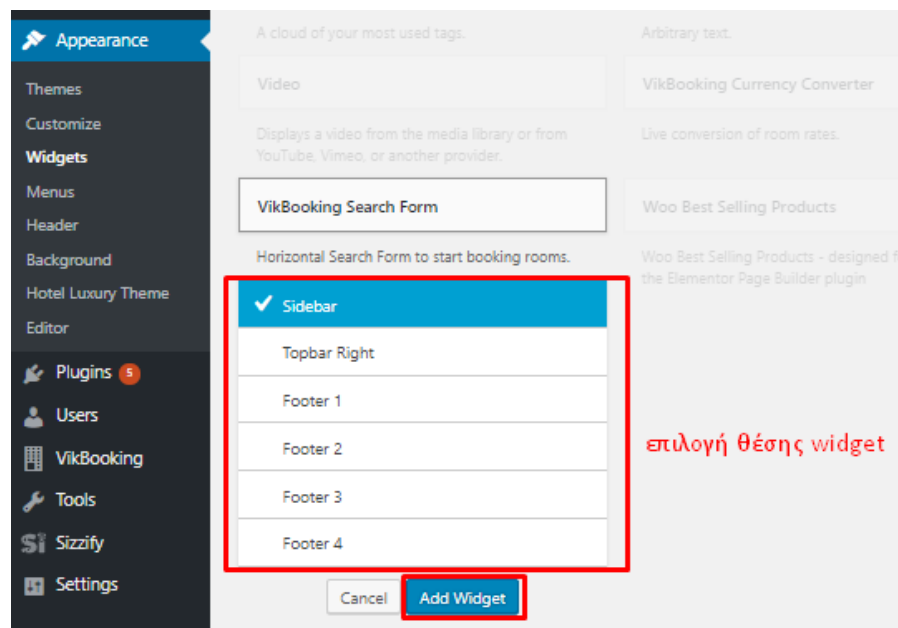 Appearance
Themes
Customize
Widgets
Menus
Header
Background
Hotel Luxury Theme
Editor
Plugins 5
Users
VikBooking
Tools
Sizzify
Settings
A cloud of your most used tags.
Arbitrary text.
Video
VikBooking Currency Converter
Displays a video from the media library or from
YouTube, Vimeo, or another provider.
Live conversion of room rates.
VikBooking Search Form
Woo Best Selling Products
Horizontal Search Form to start booking rooms.
Woo Best Selling Products - designed f
the Elementor Page Builder plugin
Sidebar
Topbar Right
Footer 1
Footer 2
Footer 3
Footer 4
επιλογή θέσης widget
Cancel
Add Widget